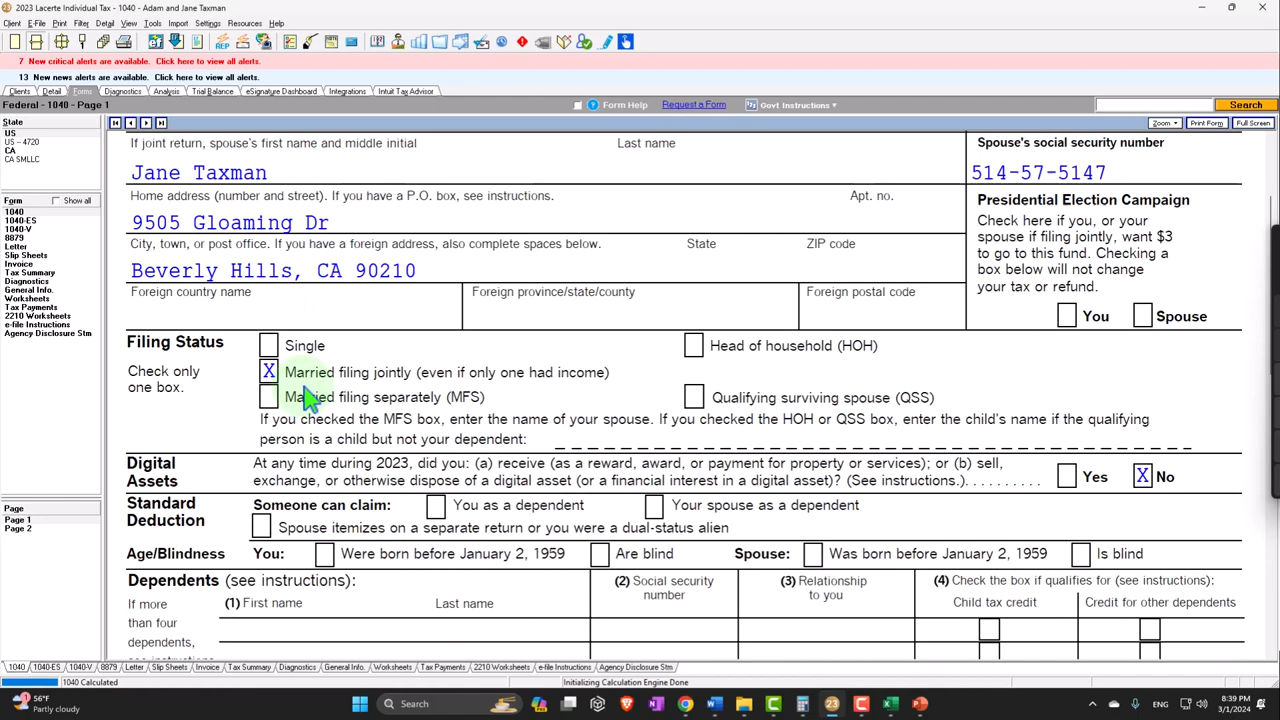 2023 Lacerte Individual Tax - 1040 - Adam and Jane Taxman
Client E-File Print Filter Detail View Tools Import Settings Resources Help
7 New critical alerts are available. Click here to view all alerts.
13 New news alerts are available. Click here to view all alerts.
Clients Detail Forms Diagnostics Analysis Trial Balance eSignature Dashboard Integrations Intuit Tax Advisor
Federal - 1040 - Page 1
Form Help Request a Form Govt Instructions Search
State
US
US – 4720
CA
CA SMLLC
Form Show all
1040
1040-ES
1040-V
8879
Letter
Slip Sheets
Invoice
Tax Summary
Diagnostics
General Info.
Worksheets
Tax Payments
2210 Worksheets
e-file Instructions
Agency Disclosure Stm
Page
Page 1
Page 2
Zoom Print Form Full Screen
If joint return, spouse's first name and middle initial Last name Spouse's social security number
Jane Taxman 514-57-5147
Home address (number and street). If you have a P.O. box, see instructions. Apt. no.
9505 Gloaming Dr
City, town, or post office. If you have a foreign address, also complete spaces below. State ZIP code
Beverly Hills, CA 90210
Foreign country name Foreign province/state/county Foreign postal code
Presidential Election Campaign
Check here if you, or your
spouse if filing jointly, want $3
to go to this fund. Checking a
box below will not change
your tax or refund.
You Spouse
Filing Status
Check only
one box.
Single Head of household (HOH)
X Married filing jointly (even if only one had income)
Married filing separately (MFS) Qualifying surviving spouse (QSS)
If you checked the MFS box, enter the name of your spouse. If you checked the HOH or QSS box, enter the child's name if the qualifying
person is a child but not your dependent:
Digital
Assets
At any time during 2023, did you: (a) receive (as a reward, award, or payment for property or services); or (b) sell,
exchange, or otherwise dispose of a digital asset (or a financial interest in a digital asset)? (See instructions.). . . . . . . . . . Yes X No
Standard
Deduction
Someone can claim: You as a dependent Your spouse as a dependent
Spouse itemizes on a separate return or you were a dual-status alien
Age/Blindness You: Were born before January 2, 1959 Are blind Spouse: Was born before January 2, 1959 Is blind
Dependents (see instructions): (2) Social security number (3) Relationship to you (4) Check the box if qualifies for (see instructions):
(1) First name Last name Child tax credit Credit for other dependents
If more
than four
dependents,
1040 1040-ES 1040-V 8879 Letter Slip Sheets Invoice Tax Summary Diagnostics General Info. Worksheets Tax Payments 2210 Worksheets e-file Instructions Agency Disclosure Stm
1040 Calculated Initializing Calculation Engine Done
56°F
Partly cloudy
Search
ENG
8:39 PM
3/1/2024